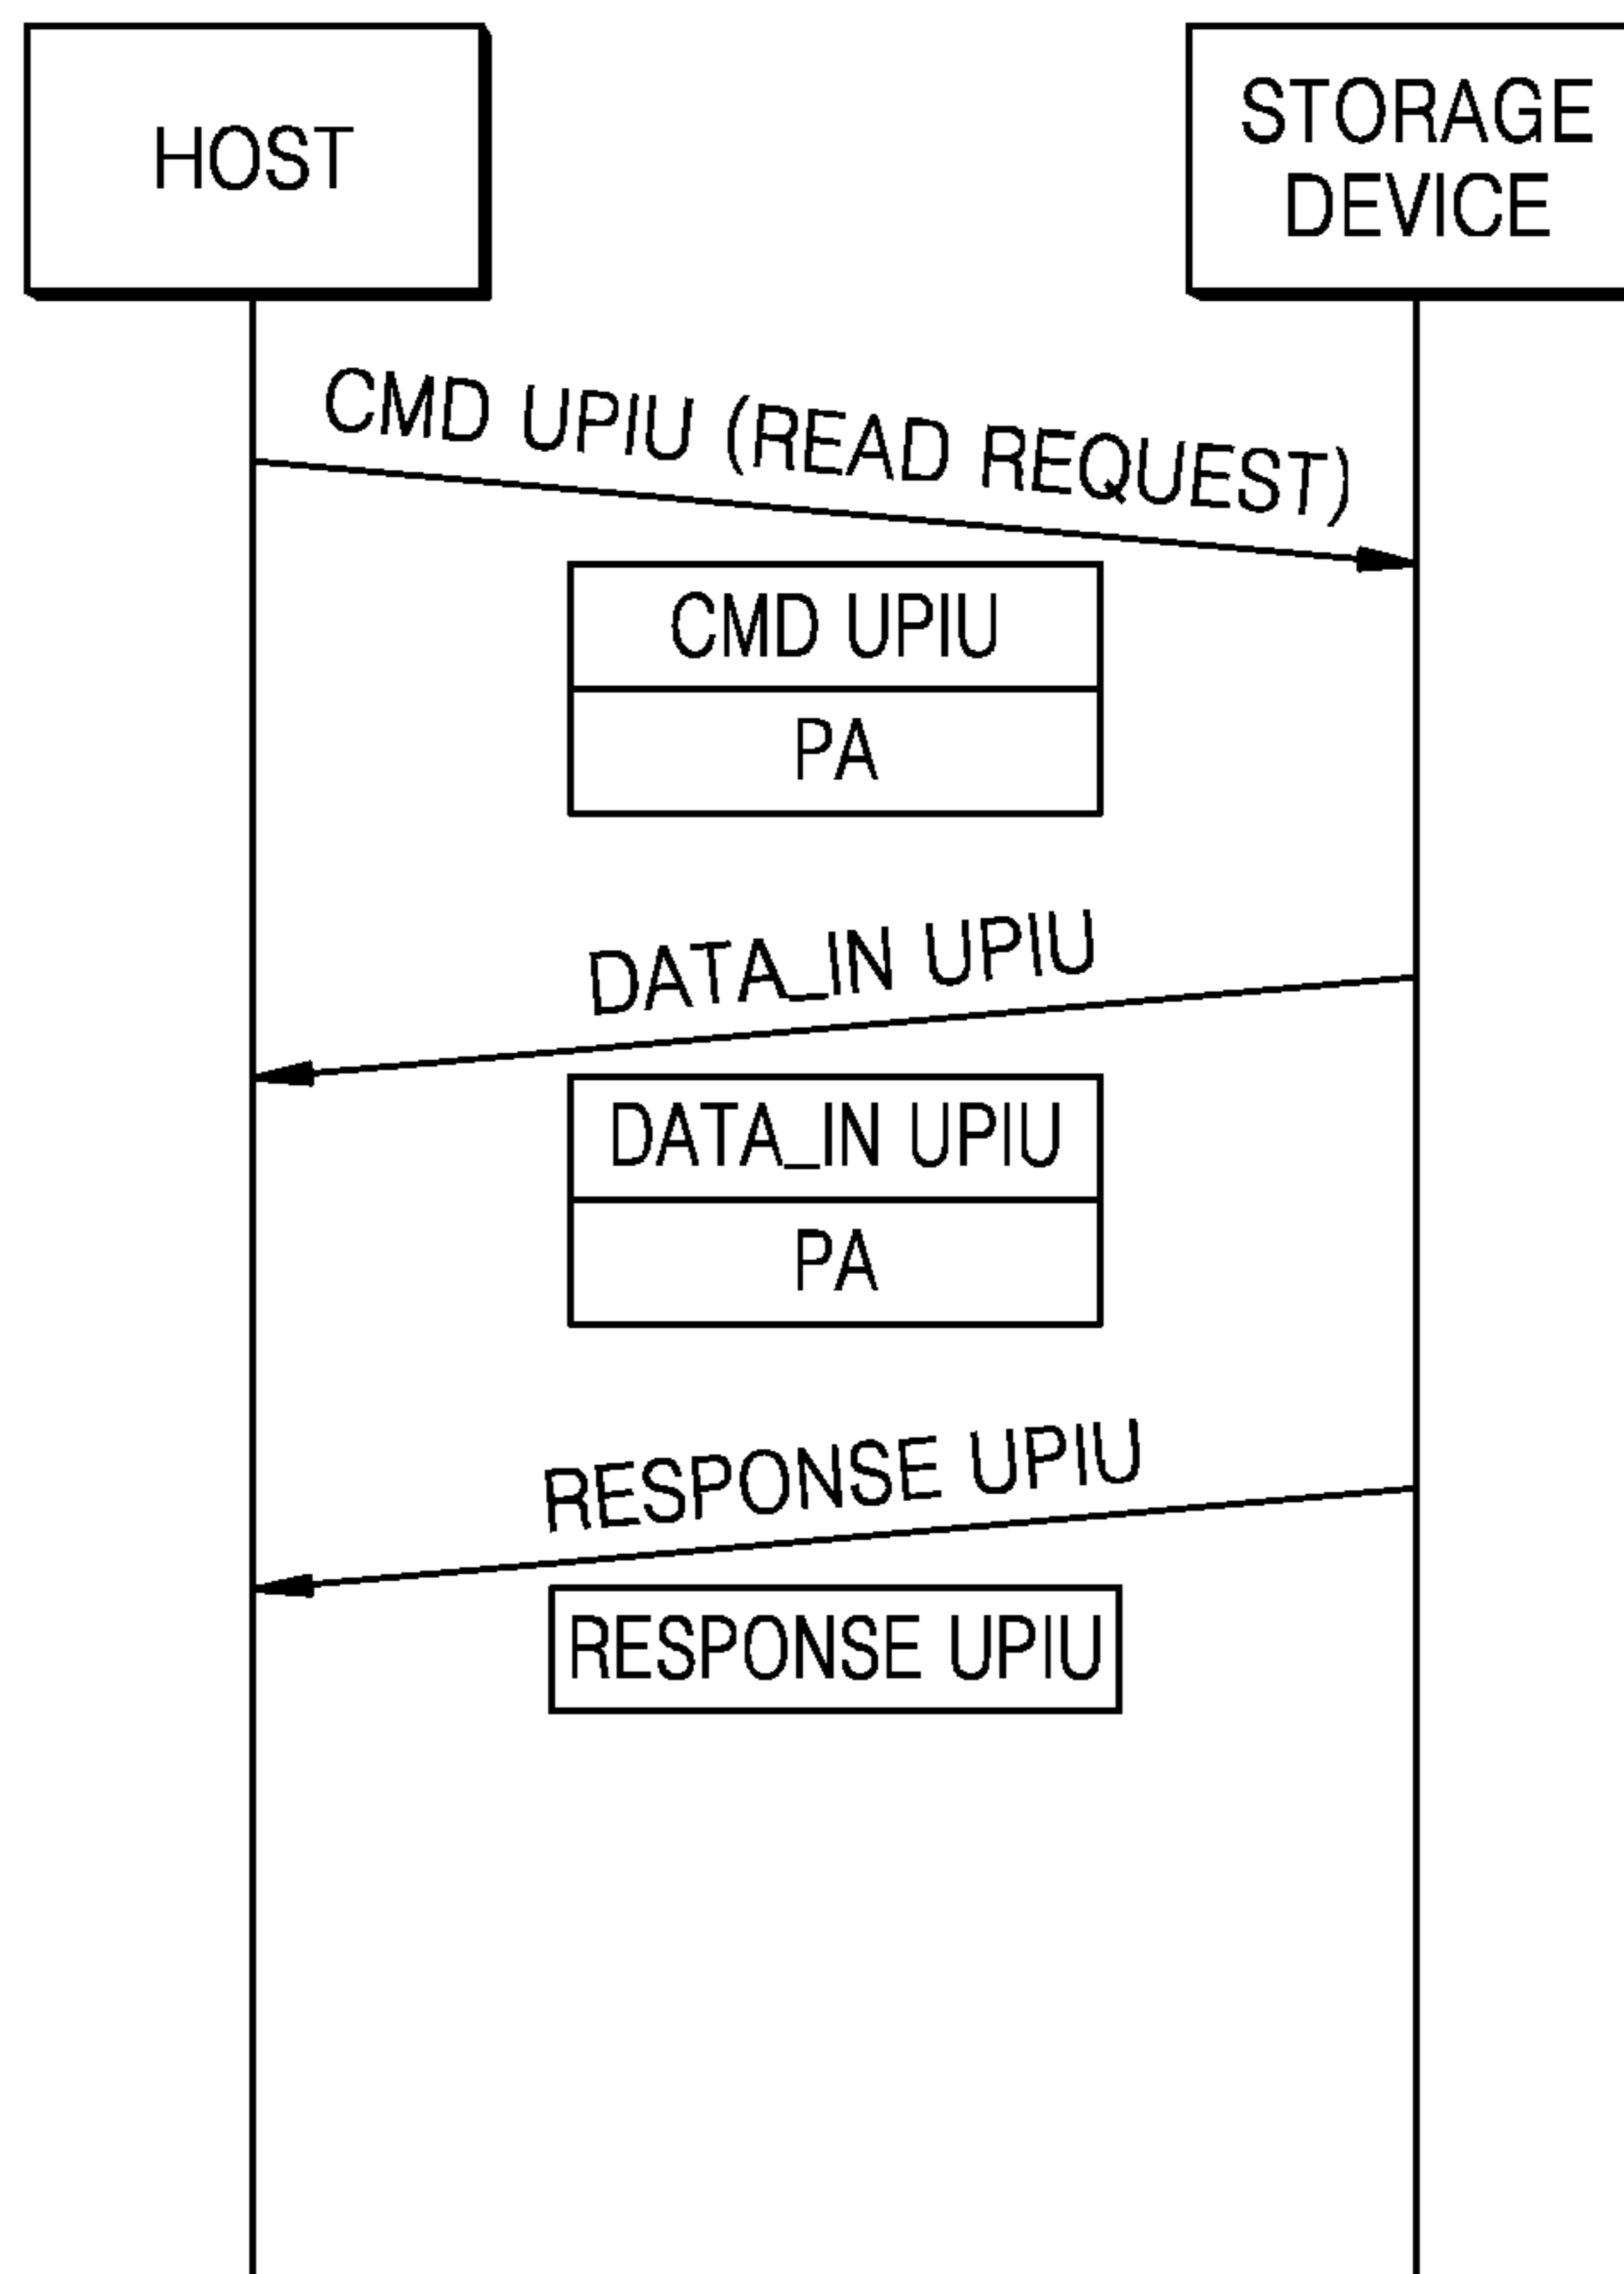 HOST
STORAGE
DEVICE
CMD UPIU (READ REQUEST)
CMD UPIU
PA
DATA_IN UPIU
DATA_IN UPIU
PA
RESPONSE UPIU
RESPONSE UPIU